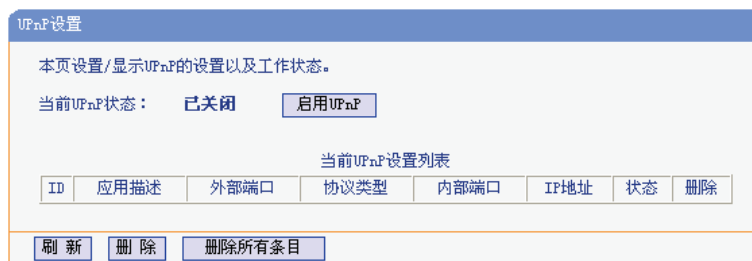 UPnP设置
本页设置/显示UPnP的设置以及工作状态。
当前UPnP状态： 已关闭 启用UPnP
当前UPnP设置列表
ID 应用描述 外部端口 协议类型 内部端口 IP地址 状态 删除
刷 新 删 除 删除所有条目